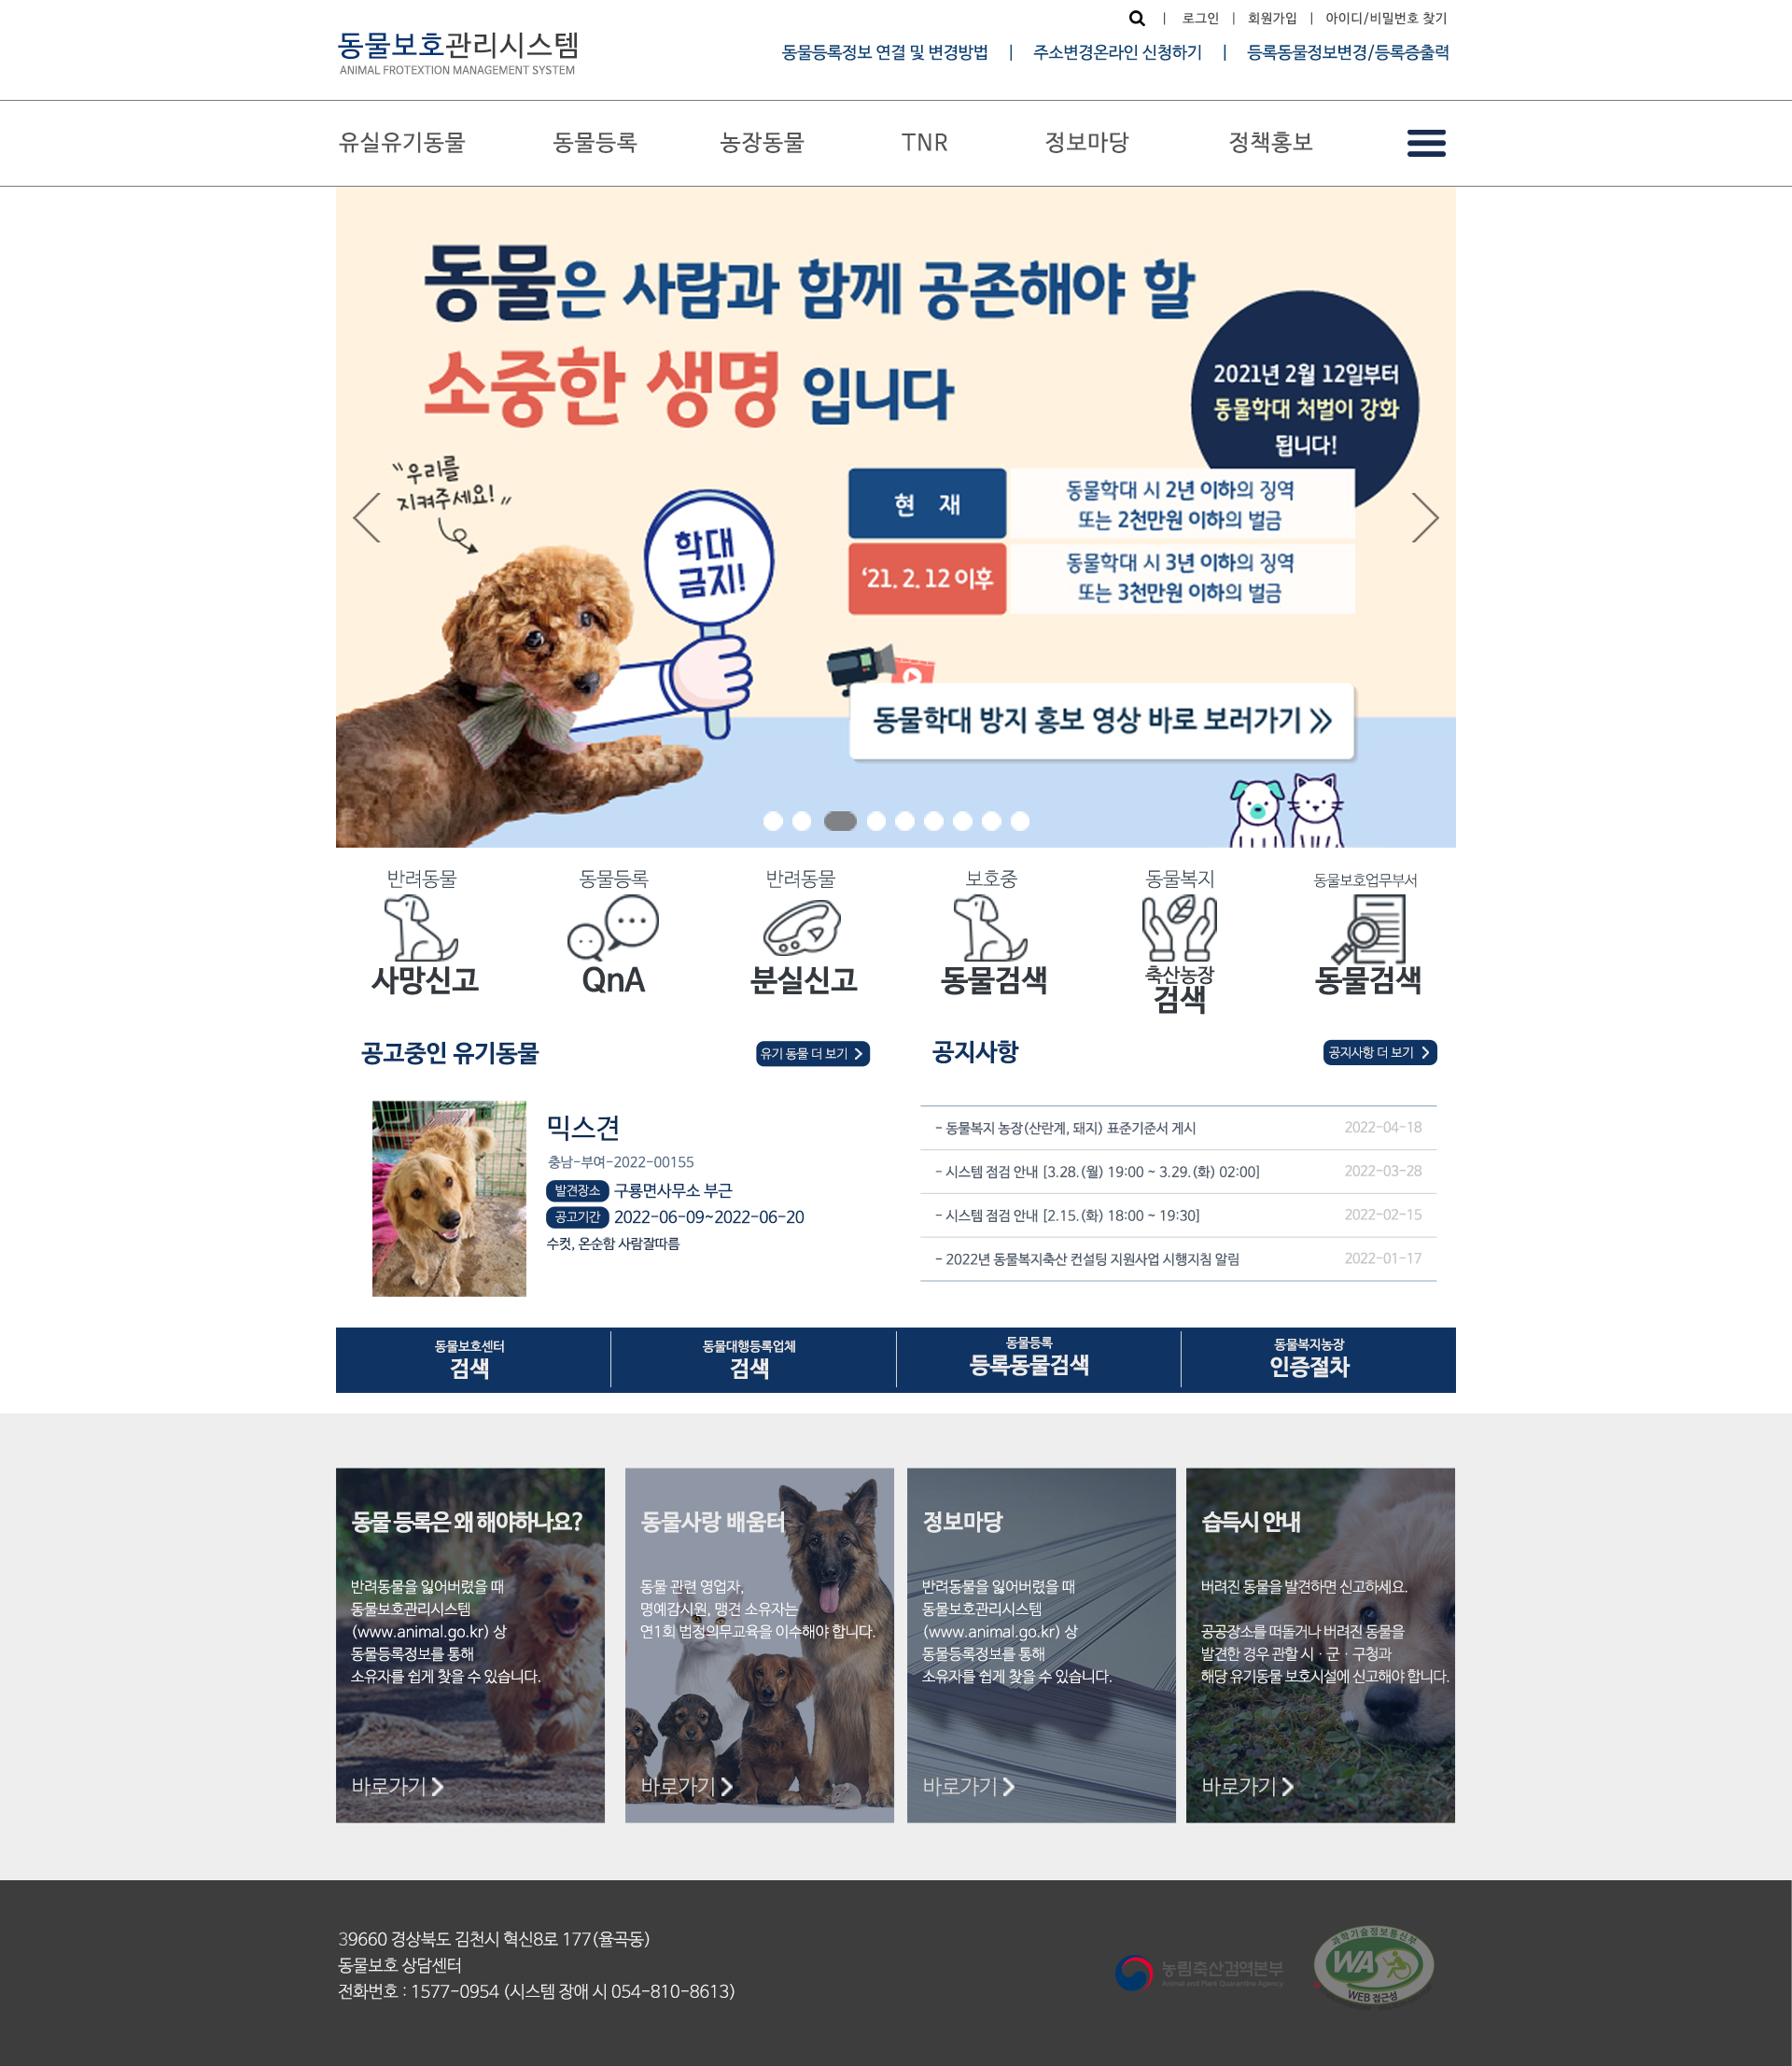 로그인 | 회원가입 | 아이디/비밀번호 찾기
동물보호관리시스템
ANIMAL FROTEXTION MANAGEMENT SYSTEM
동물등록정보 연결 및 변경방법 | 주소변경온라인 신청하기 | 등록동물정보변경/등록증출력
유실유기동물 동물등록 농장동물 TNR 정보마당 정책홍보
동물은 사람과 함께 공존해야 할
소중한 생명 입니다
2021년 2월 12일부터
동물학대 처벌이 강화
됩니다!
"우리를
지켜주세요!"
학대
금지!
현 재
동물학대 시 2년 이하의 징역
또는 2천만원 이하의 벌금
'21. 2. 12 이후
동물학대 시 3년 이하의 징역
또는 3천만원 이하의 벌금
동물학대 방지 홍보 영상 바로 보러가기 »
반려동물
사망신고
동물등록
QnA
반려동물
분실신고
보호중
동물검색
동물복지
축산농장
검색
동물보호업무부서
동물검색
공고중인 유기동물
유기 동물 더 보기 >
믹스견
충남-부여-2022-00155
발견장소 구룡면사무소 부근
공고기간 2022-06-09~2022-06-20
수컷, 온순함 사람잘따름
공지사항
공지사항 더 보기 >
- 동물복지 농장(산란계, 돼지) 표준기준서 게시 2022-04-18
- 시스템 점검 안내 [3.28.(월) 19:00 ~ 3.29.(화) 02:00] 2022-03-28
- 시스템 점검 안내 [2.15.(화) 18:00 ~ 19:30] 2022-02-15
- 2022년 동물복지축산 컨설팅 지원사업 시행지침 알림 2022-01-17
동물보호센터
검색
동물대행등록업체
검색
동물등록
등록동물검색
동물복지농장
인증절차
동물 등록은 왜 해야하나요?
반려동물을 잃어버렸을 때
동물보호관리시스템
(www.animal.go.kr) 상
동물등록정보를 통해
소유자를 쉽게 찾을 수 있습니다.
바로가기 >
동물사랑 배움터
동물 관련 영업자,
명예감시원, 맹견 소유자는
연1회 법정의무교육을 이수해야 합니다.
바로가기 >
정보마당
반려동물을 잃어버렸을 때
동물보호관리시스템
(www.animal.go.kr) 상
동물등록정보를 통해
소유자를 쉽게 찾을 수 있습니다.
바로가기 >
습득시 안내
버려진 동물을 발견하면 신고하세요.
공공장소를 떠돌거나 버려진 동물을
발견한 경우 관할 시 · 군 · 구청과
해당 유기동물 보호시설에 신고해야 합니다.
바로가기 >
39660 경상북도 김천시 혁신8로 177(율곡동)
동물보호 상담센터
전화번호 : 1577-0954 (시스템 장애 시 054-810-8613)
농림축산검역본부
Animal and Plant Quarantine Agency
과학기술정보통신부
WA
WEB 접근성